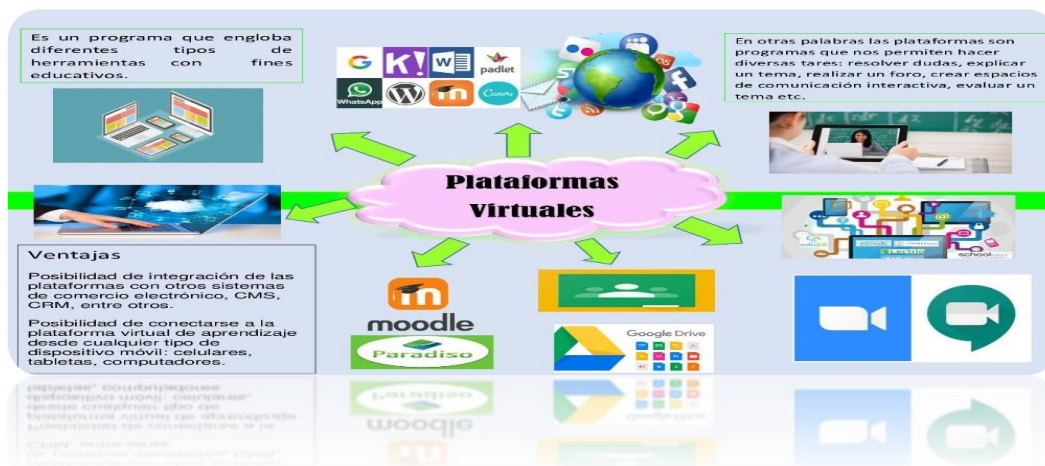 Es un programa que engloba
diferentes tipos de
herramientas con fines
educativos.
G K! W padlet
WhatsApp W m Canva
En otras palabras las plataformas son
programas que nos permiten hacer
diversas tares: resolver dudas, explicar
un tema, realizar un foro, crear espacios
de comunicación interactiva, evaluar un
tema etc.
Plataformas
Virtuales
Ventajas
Posibilidad de integración de las
plataformas con otros sistemas
de comercio electrónico, CMS,
CRM, entre otros.
Posibilidad de conectarse a la
plataforma virtual de aprendizaje
desde cualquier tipo de
dispositivo móvil: celulares,
tabletas, computadores.
m
moodle
Paradiso
Google Drive
schoology